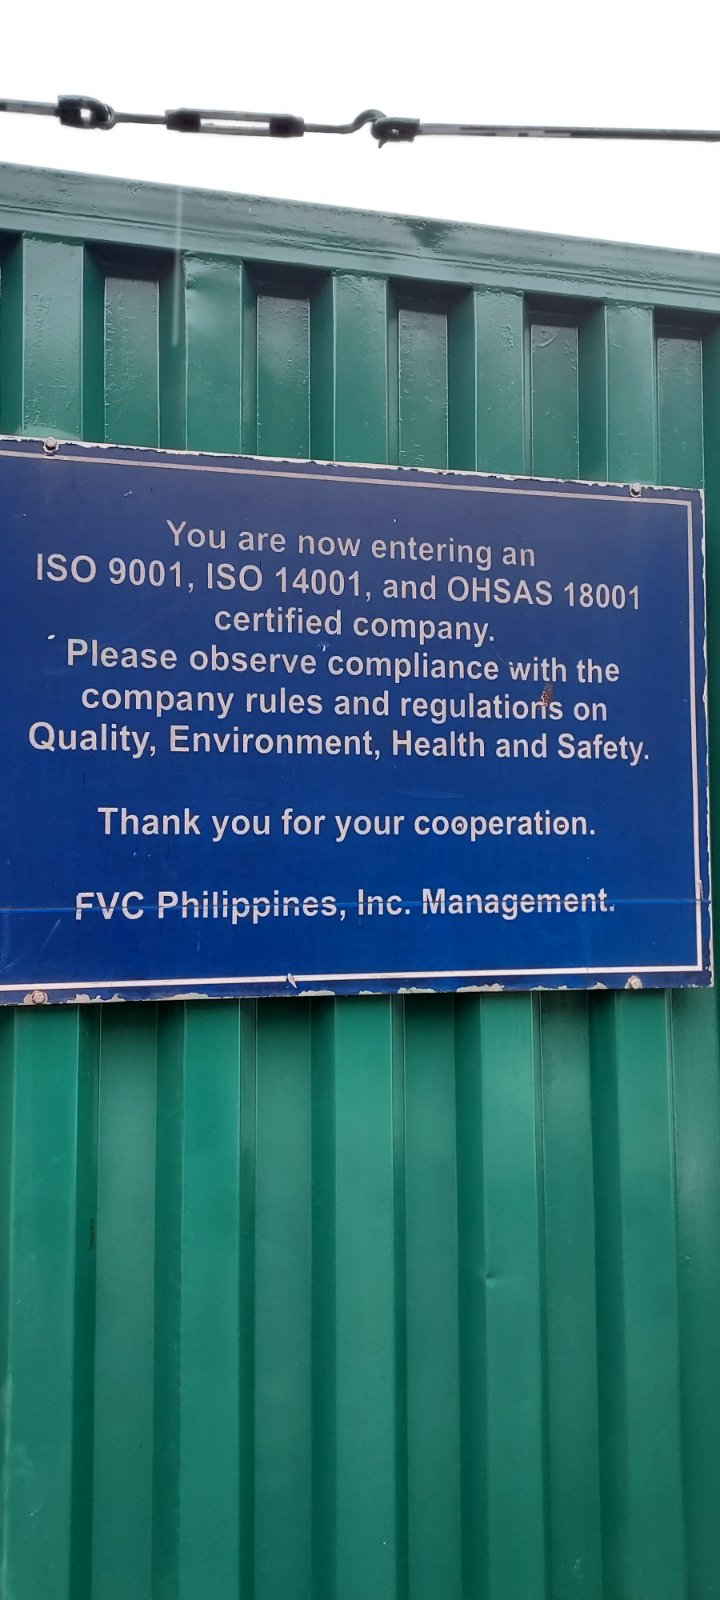 You are now entering an
ISO 9001, ISO 14001, and OHSAS 18001
certified company.
Please observe compliance with the
company rules and regulations on
Quality, Environment, Health and Safety.
Thank you for your cooperation.
FVC Philippines, Inc. Management.